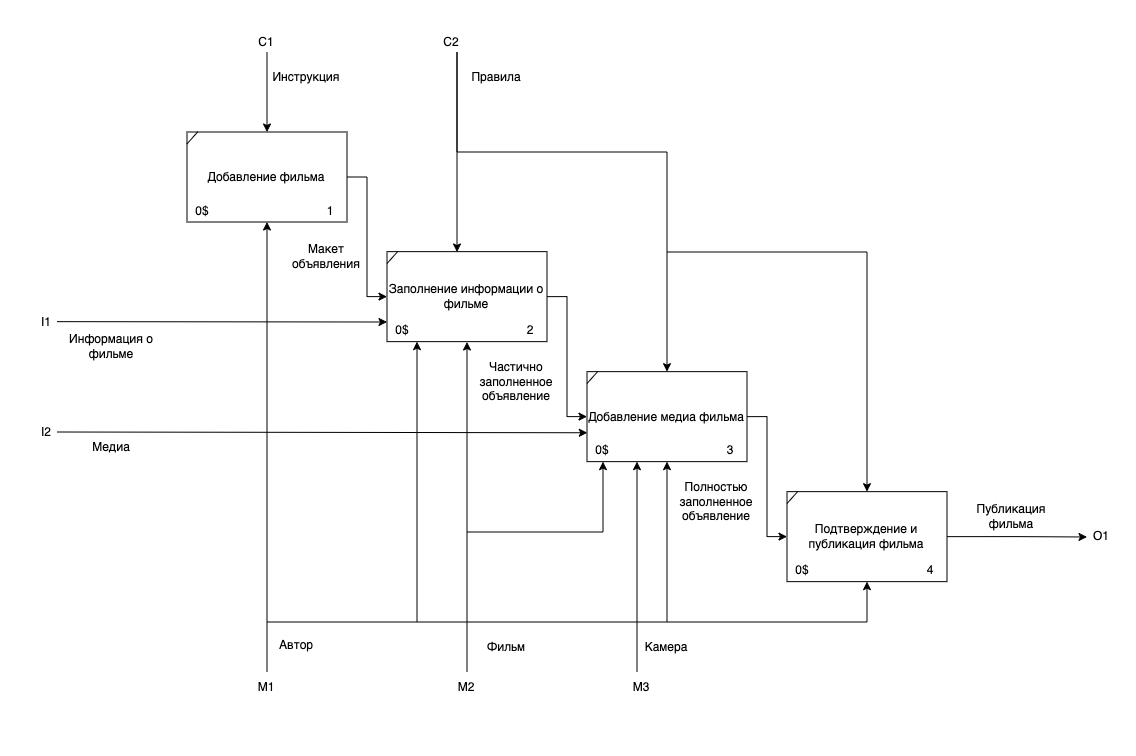 C1
C2
Инструкция
Правила
Добавление фильма
0$
1
Макет
объявления
Заполнение информации о
фильме
0$
2
I1
Информация о
фильме
Частично
заполненное
объявление
Добавление медиа фильма
0$
3
I2
Медиа
Полностью
заполненное
объявление
Подтверждение и
публикация фильма
0$
4
Публикация
фильма
O1
Автор
Фильм
Камера
M1
M2
M3